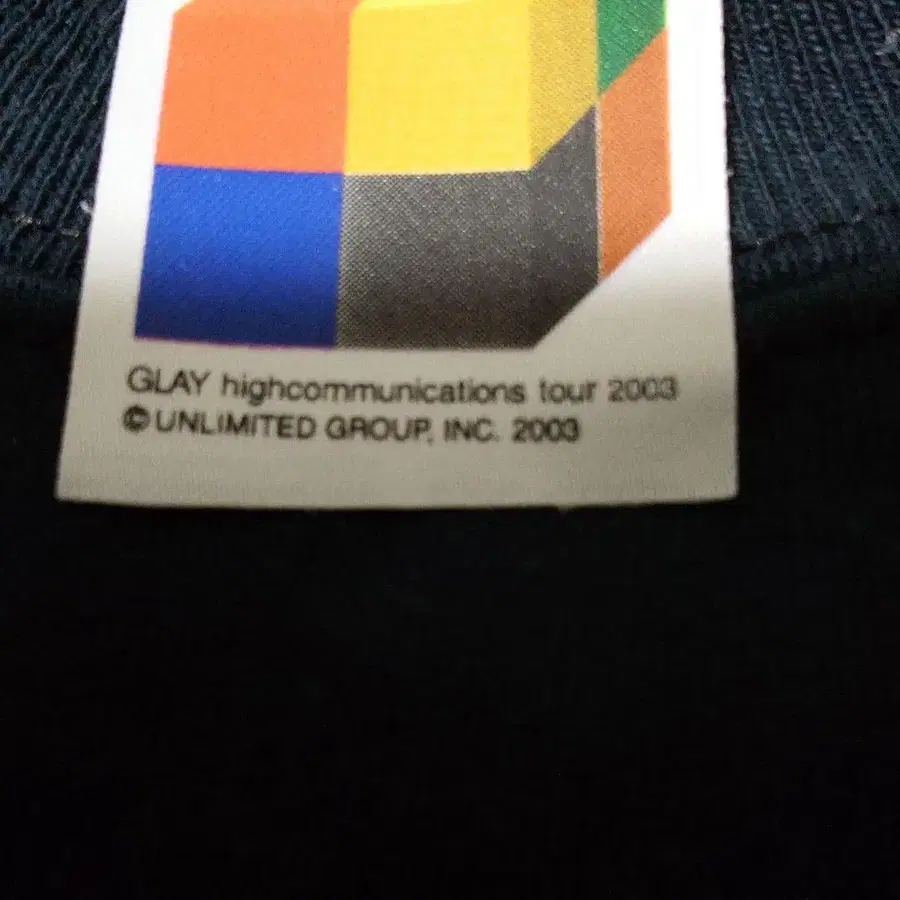 GLAY highcommunications tour 2003
© UNLIMITED GROUP, INC. 2003